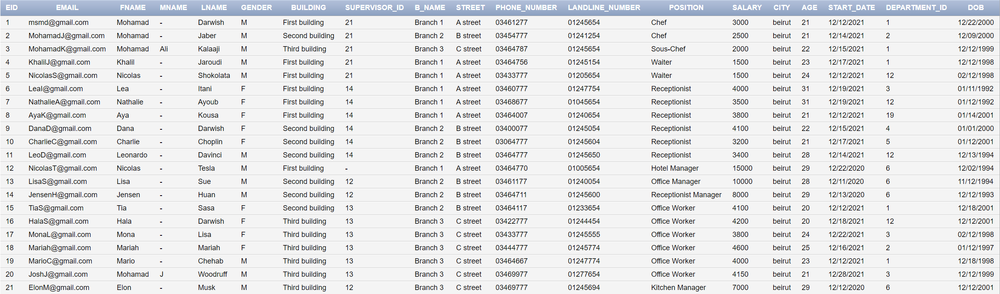 EID EMAIL FNAME MNAME LNAME GENDER BUILDING SUPERVISOR_ID B_NAME STREET PHONE_NUMBER LANDLINE_NUMBER POSITION SALARY CITY AGE START_DATE DEPARTMENT_ID DOB
1 msmd@gmail.com Mohamad - Darwish M First building 21 Branch 1 A street 03461277 01245654 Chef 3000 beirut 21 12/12/2021 1 12/22/2000
2 MohamadJ@gmail.com Mohamad - Jaber M Second building 21 Branch 2 B street 03454777 01241254 Chef 2500 beirut 21 12/14/2021 2 12/09/2000
3 MohamadK@gmail.com Mohamad Ali Kalaaji M Third building 21 Branch 3 C street 03464787 01245654 Sous-Chef 2000 beirut 22 12/15/2021 1 12/12/1999
4 KhalilJ@gmail.com Khalil - Jaroudi M First building 21 Branch 1 A street 03464756 01245154 Waiter 1500 beirut 23 12/17/2021 1 12/12/1998
5 NicolasS@gmail.com Nicolas - Shokolata M First building 21 Branch 1 A street 03433777 01205654 Waiter 1500 beirut 24 12/12/2021 12 02/12/1998
6 LeaI@gmail.com Lea - Itani F First building 14 Branch 1 A street 03460777 01247754 Receptionist 4000 beirut 31 12/19/2021 3 01/11/1992
7 NathalieA@gmail.com Nathalie - Ayoub F First building 14 Branch 1 A street 03468677 01045654 Receptionist 3500 beirut 31 12/19/2021 12 01/12/1992
8 AyaK@gmail.com Aya - Kousa F First building 14 Branch 1 A street 03464007 01240654 Receptionist 3800 beirut 21 12/12/2021 19 01/14/2001
9 DanaD@gmail.com Dana - Darwish F Second building 14 Branch 2 B street 03400077 01245054 Receptionist 4100 beirut 22 12/15/2021 4 01/01/2000
10 CharlieC@gmail.com Charlie - Choplin F Second building 14 Branch 2 B street 03064777 01245604 Receptionist 3200 beirut 21 12/17/2021 5 01/12/2001
11 LeoD@gmail.com Leonardo - Davinci M Second building 14 Branch 2 B street 03464777 01245650 Receptionist 3400 beirut 28 12/14/2021 12 12/13/1994
12 NicolasT@gmail.com Nicolas - Tesla M First building - Branch 1 A street 03464770 01005654 Hotel Manager 15000 beirut 29 12/22/2020 6 12/02/1994
13 LisaS@gmail.com Lisa - Sue M Second building 12 Branch 2 B street 03461177 01240054 Office Manager 10000 beirut 28 12/11/2020 6 11/12/1994
14 JensenH@gmail.com Jensen - Huan M Second building 12 Branch 2 B street 03464711 01245600 Receptionist Manager 8000 beirut 29 12/13/2020 6 12/12/1993
15 TiaS@gmail.com Tia - Sasa F Second building 13 Branch 2 B street 03464117 01233654 Office Worker 4100 beirut 20 12/12/2021 1 12/18/2001
16 HalaS@gmail.com Hala - Darwish F Third building 13 Branch 3 C street 03422777 01244454 Office Worker 4200 beirut 20 12/18/2021 12 12/12/2001
17 MonaL@gmail.com Mona - Lisa F Third building 13 Branch 3 C street 03433777 01245555 Office Worker 3800 beirut 24 12/22/2021 3 02/12/1998
18 Mariah@gmail.com Mariah - Mariah F Third building 13 Branch 3 C street 03444777 01245774 Office Worker 4600 beirut 25 12/16/2021 2 01/12/1997
19 MarioC@gmail.com Mario - Chehab M Third building 13 Branch 3 C street 03464667 01247774 Office Worker 4000 beirut 23 12/12/2021 1 12/18/1998
20 JoshJ@gmail.com Mohamad J Woodruff M Third building 13 Branch 3 C street 03469977 01277654 Office Worker 4150 beirut 21 12/28/2021 3 12/12/1999
21 ElonM@gmail.com Elon - Musk M Third building 12 Branch 3 C street 03469777 01245694 Kitchen Manager 7000 beirut 29 12/12/2020 6 12/12/2001